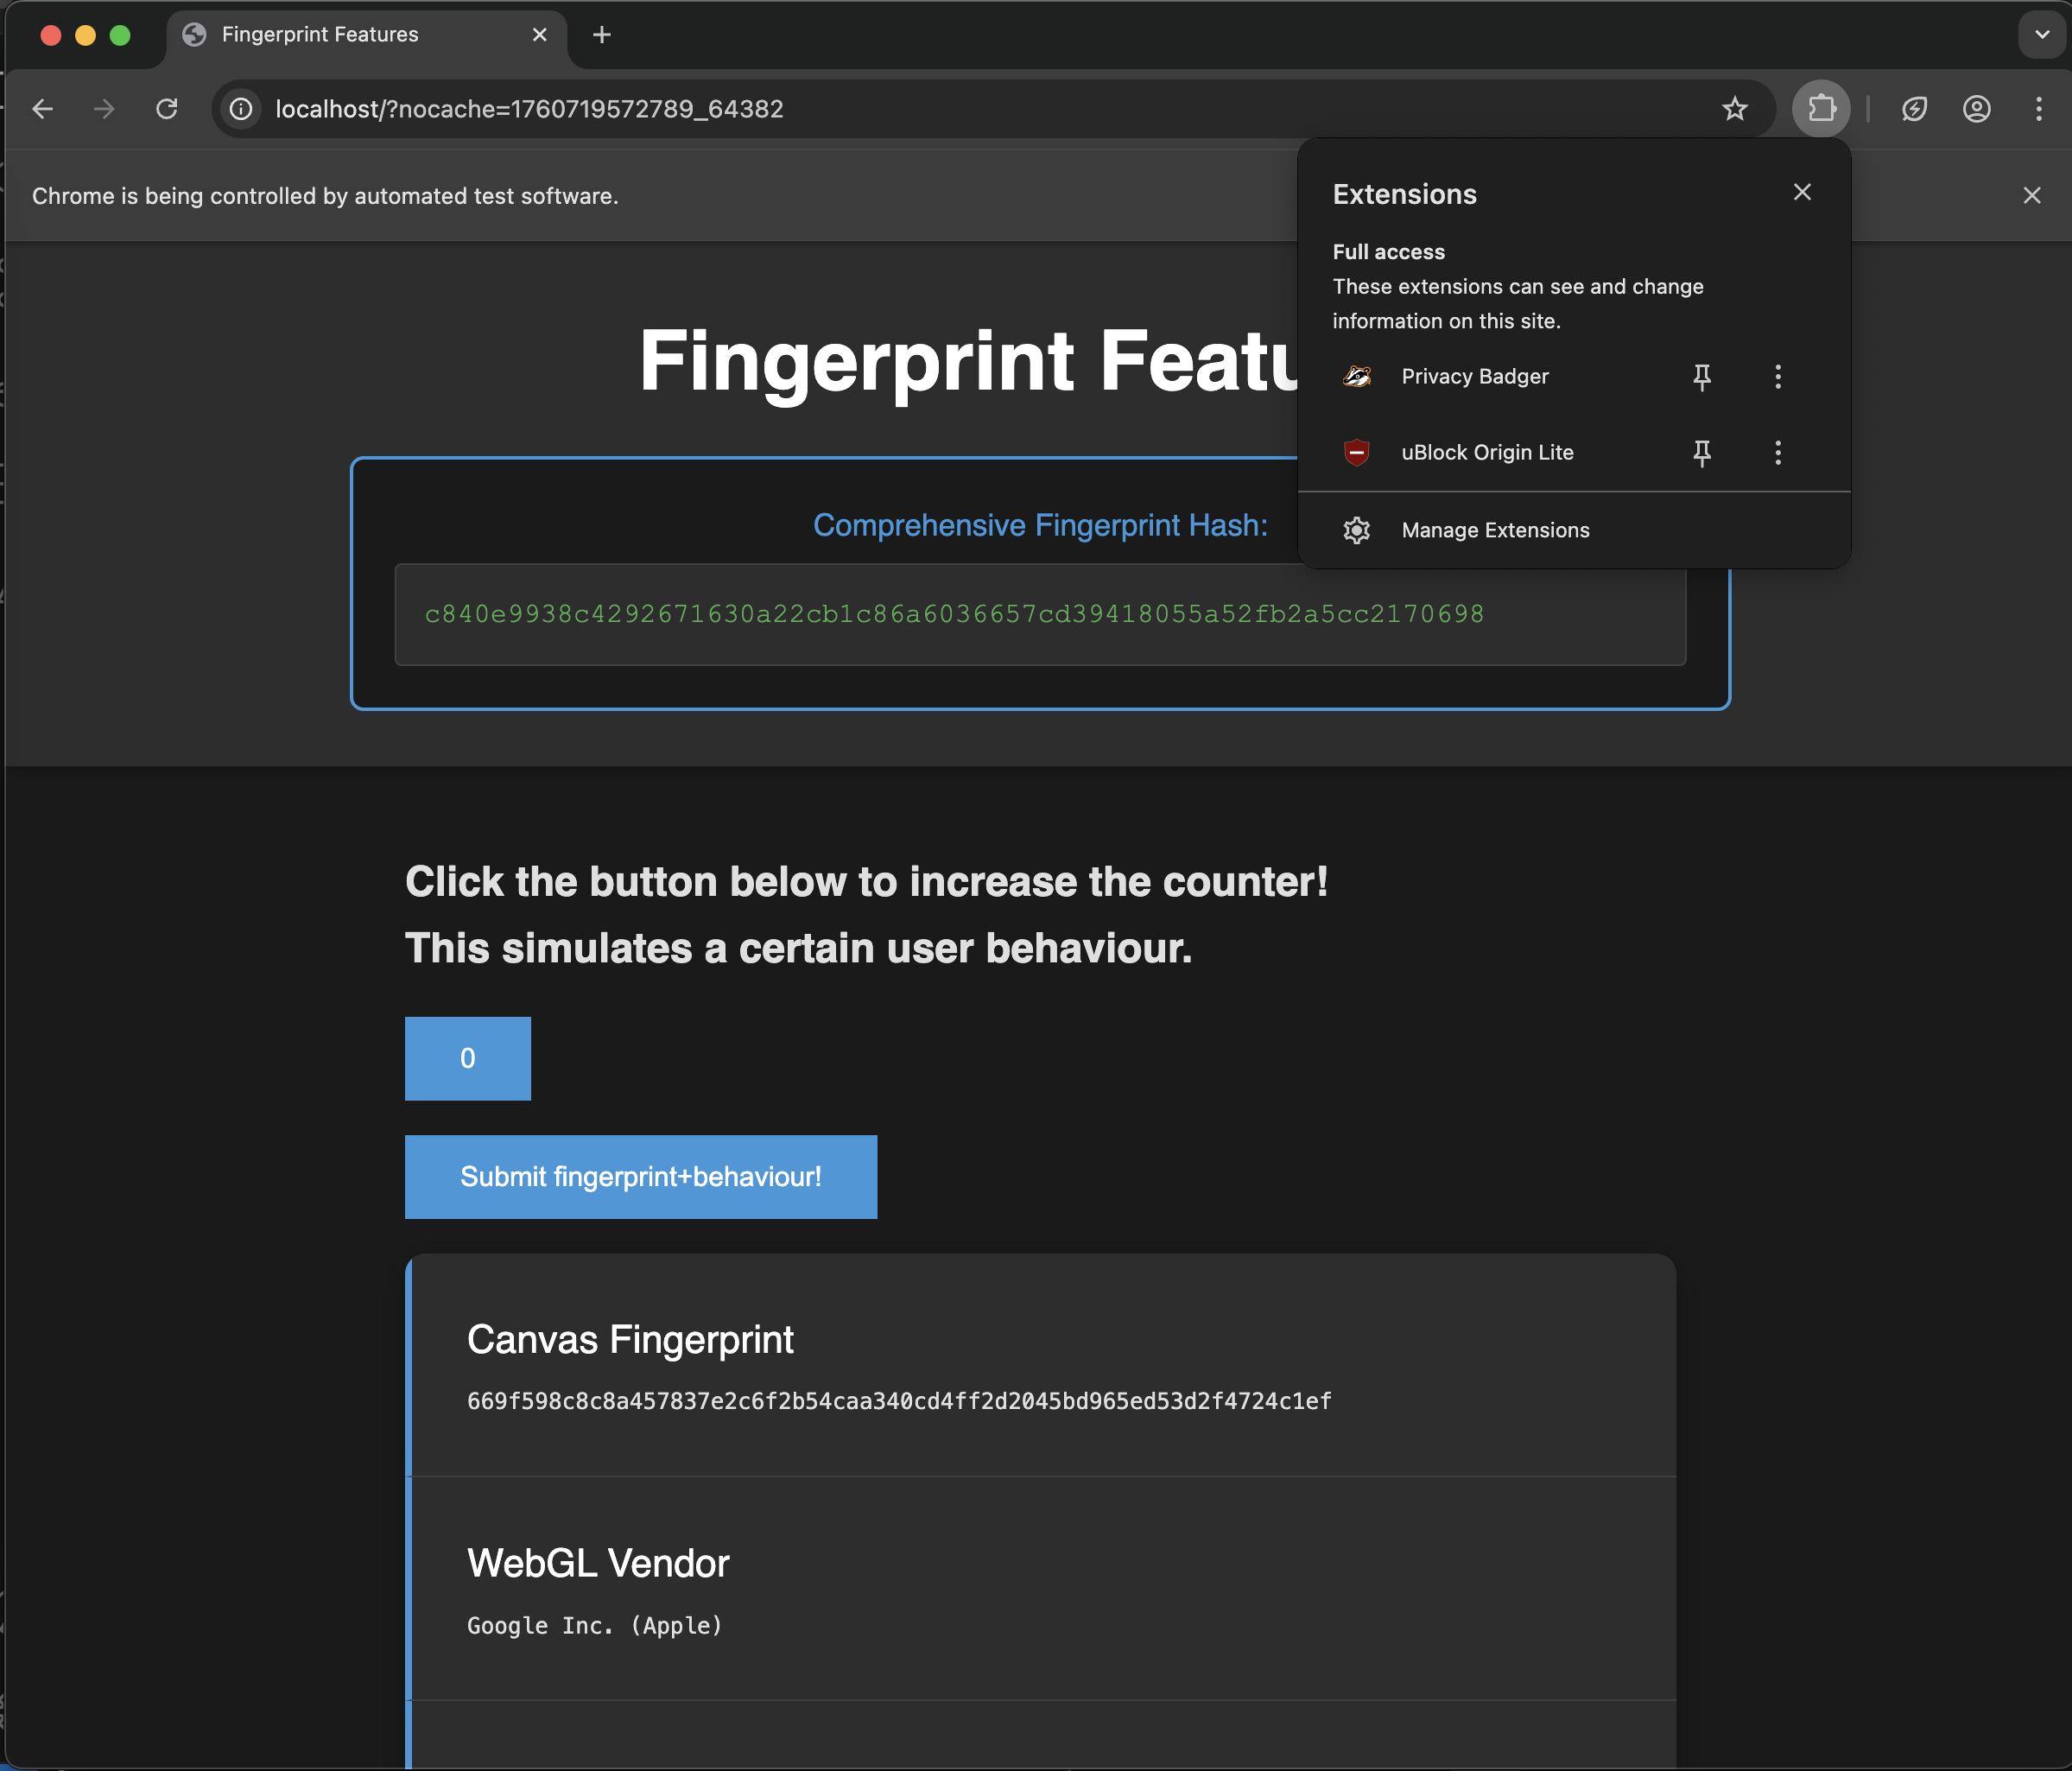 Fingerprint Features
localhost/?nocache=1760719572789_64382
Chrome is being controlled by automated test software.
Extensions
Full access
These extensions can see and change
information on this site.
Privacy Badger
uBlock Origin Lite
Manage Extensions
Fingerprint Featu
Comprehensive Fingerprint Hash:
c840e9938c4292671630a22cb1c86a6036657cd39418055a52fb2a5cc2170698
Click the button below to increase the counter!
This simulates a certain user behaviour.
0
Submit fingerprint+behaviour!
Canvas Fingerprint
669f598c8c8a457837e2c6f2b54caa340cd4ff2d2045bd965ed53d2f4724c1ef
WebGL Vendor
Google Inc. (Apple)